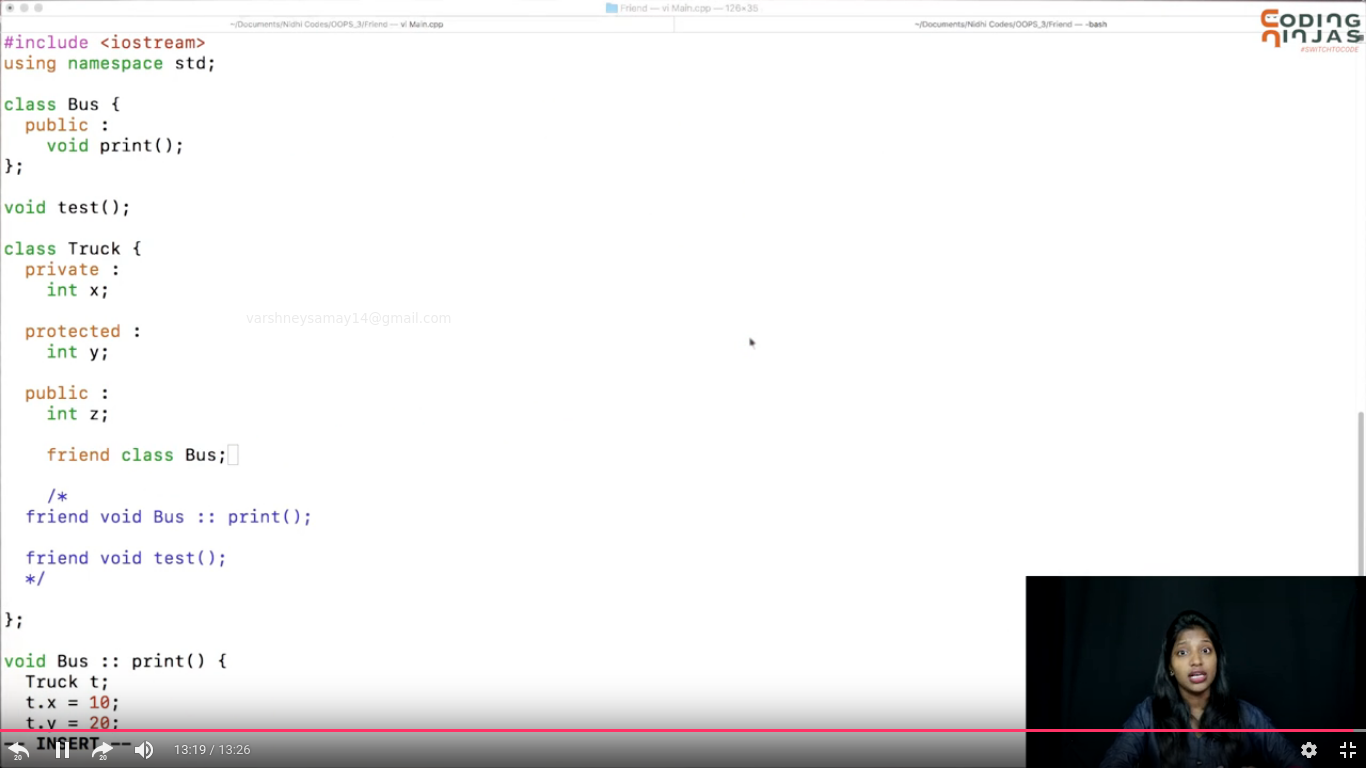 Friend — vi Main.cpp — 126×36
~/Documents/Nidhi Codes/OOPS_3/Friend — vi Main.cpp
~/Documents/Nidhi Codes/OOPS_3/Friend — -bash
CODING
NINJAS
#SWITCHTOCODE
#include <iostream>
using namespace std;
class Bus {
public :
void print();
};
void test();
class Truck {
private :
int x;
varshneysamay14@gmail.com
protected :
int y;
public :
int z;
friend class Bus;
/*
friend void Bus :: print();
friend void test();
*/
};
void Bus :: print() {
Truck t;
t.x = 10;
t.y = 20;
-- INSERT --
20
20
13:19 / 13:26